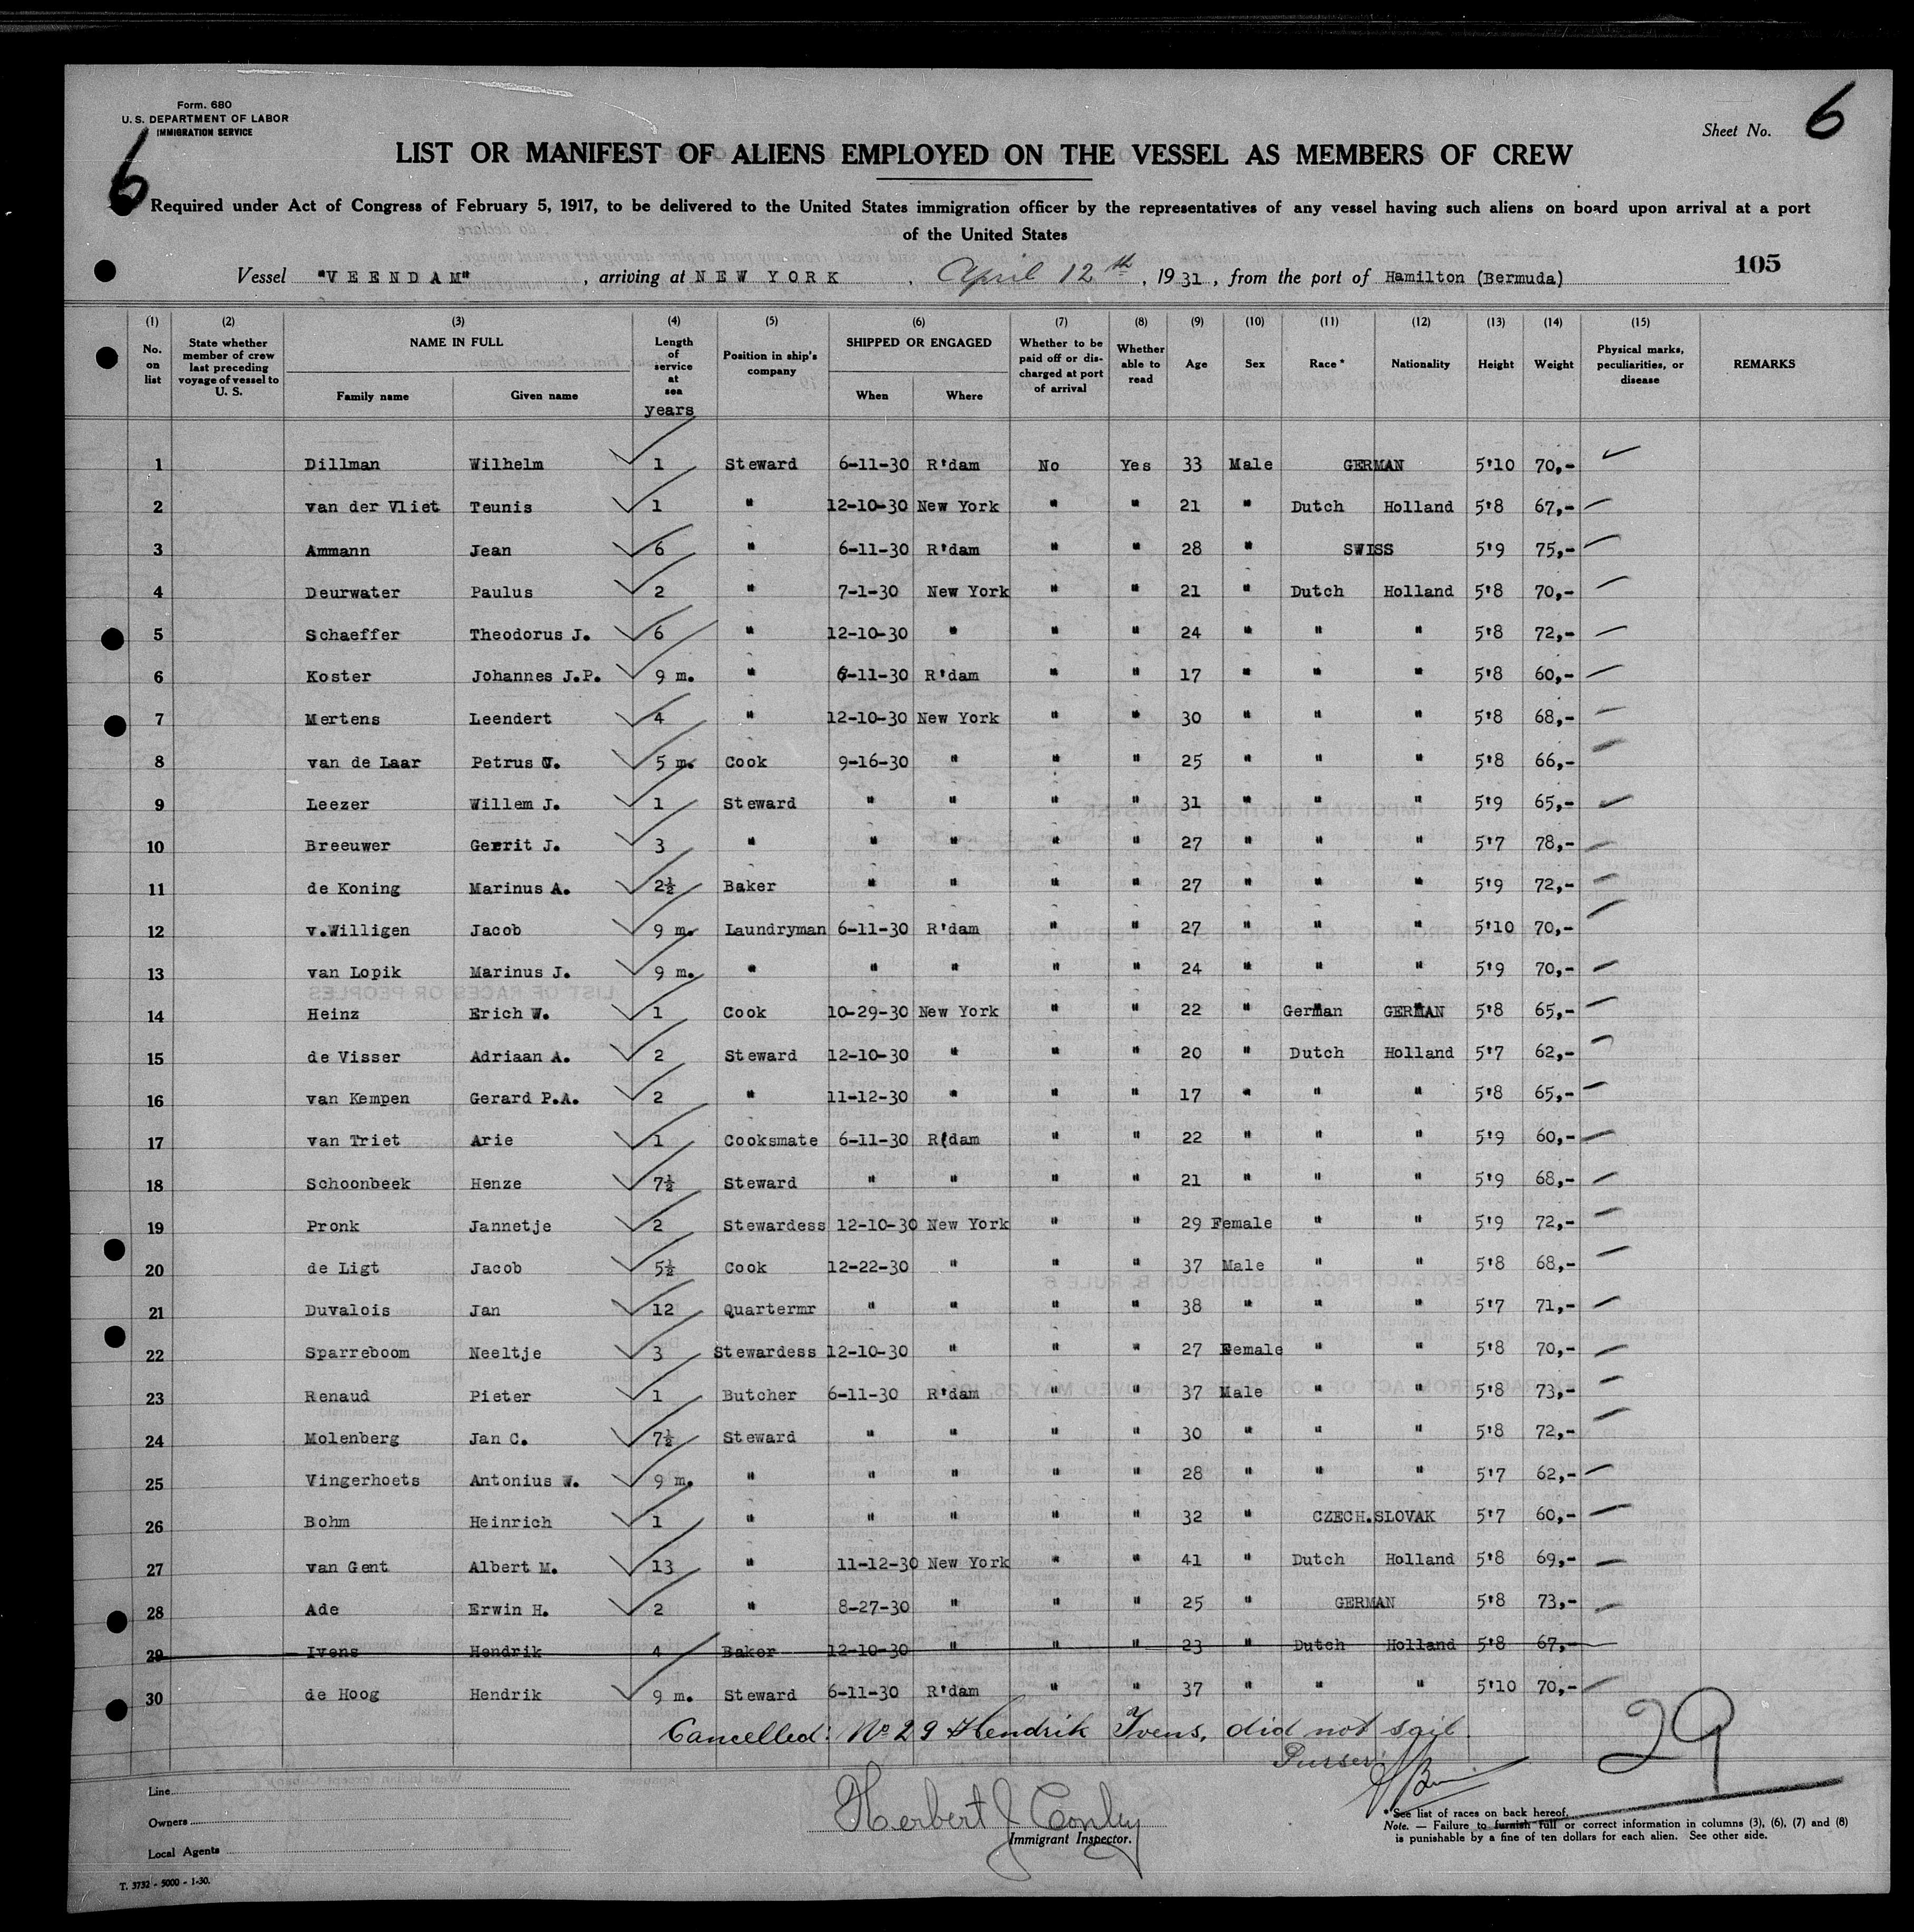 Form. 680
U. S. DEPARTMENT OF LABOR
IMMIGRATION SERVICE
6
Sheet No. 6
LIST OR MANIFEST OF ALIENS EMPLOYED ON THE VESSEL AS MEMBERS OF CREW
Required under Act of Congress of February 5, 1917, to be delivered to the United States immigration officer by the representatives of any vessel having such aliens on board upon arrival at a port
of the United States
105
Vessel "VEENDAM" , arriving at NEW YORK , April 12th , 1931, from the port of Hamilton (Bermuda)
(1) (2) (3) (4) (5) (6) (7) (8) (9) (10) (11) (12) (13) (14) (15)
No. on list | State whether member of crew last preceding voyage of vessel to U. S. | NAME IN FULL Family name Given name | Length of service at sea years | Position in ship's company | SHIPPED OR ENGAGED When Where | Whether to be paid off or discharged at port of arrival | Whether able to read | Age | Sex | Race * | Nationality | Height | Weight | Physical marks, peculiarities, or disease | REMARKS
1 Dillman Wilhelm 1 Steward 6-11-30 R'dam No Yes 33 Male GERMAN 5'10 70,-
2 van der Vliet Teunis 1 " 12-10-30 New York " " 21 " Dutch Holland 5'8 67,-
3 Ammann Jean 6 " 6-11-30 R'dam " " 28 " SWISS 5'9 75,-
4 Deurwater Paulus 2 " 7-1-30 New York " " 21 " Dutch Holland 5'8 70,-
5 Schaeffer Theodorus J. 6 " 12-10-30 " " " 24 " " " 5'8 72,-
6 Koster Johannes J.P. 9 m. " 6-11-30 R'dam " " 17 " " " 5'8 60,-
7 Mertens Leendert 4 " 12-10-30 New York " " 30 " " " 5'8 68,-
8 van de Laar Petrus J. 5 m. Cook 9-16-30 " " " 25 " " " 5'8 66,-
9 Leezer Willem J. 1 Steward " " " " 31 " " " 5'9 65,-
10 Breeuwer Gerrit J. 3 " " " " " 27 " " " 5'7 78,-
11 de Koning Marinus A. 2½ Baker " " " " 27 " " " 5'9 72,-
12 v.Willigen Jacob 9 m. Laundryman 6-11-30 R'dam " " 27 " " " 5'10 70,-
13 van Lopik Marinus J. 9 m. " " " " " 24 " " " 5'9 70,-
14 Heinz Erich W. 1 Cook 10-29-30 New York " " 22 " German GERMAN 5'8 65,-
15 de Visser Adriaan A. 2 Steward 12-10-30 " " " 20 " Dutch Holland 5'7 62,-
16 van Kempen Gerard P.A. 2 " 11-12-30 " " " 17 " " " 5'8 65,-
17 van Triet Arie 1 Cooksmate 6-11-30 R(dam " " 22 " " " 5'9 60,-
18 Schoonbeek Henze 7½ Steward " " " " 21 " " " 5'9 68,-
19 Pronk Jannetje 2 Stewardess 12-10-30 New York " " 29 Female " " 5'9 72,-
20 de Ligt Jacob 5½ Cook 12-22-30 " " " 37 Male " " 5'8 68,-
21 Duvalois Jan 12 Quartermr " " " " 38 " " " 5'7 71,-
22 Sparreboom Neeltje 3 Stewardess 12-10-30 " " " 27 Female " " 5'8 70,-
23 Renaud Pieter 1 Butcher 6-11-30 R'dam " " 37 Male " " 5'8 73,-
24 Molenberg Jan C. 7½ Steward " " " " 30 " " " 5'8 72,-
25 Vingerhoets Antonius W. 9 m. " " " " " 28 " " " 5'7 62,-
26 Bohm Heinrich 1 " " " " " 32 " CZECH.SLOVAK 5'7 60,-
27 van Gent Albert M. 13 " 11-12-30 New York " " 41 " Dutch Holland 5'8 69,-
28 Ade Erwin H. 2 " 8-27-30 " " " 25 " GERMAN 5'8 73,-
29 Ivens Hendrik 4 Baker 12-10-30 " " " 23 " Dutch Holland 5'8 67,-
30 de Hoog Hendrik 9 m. Steward 6-11-30 R'dam " " 37 " " " 5'10 70,-
Cancelled: No 29 Hendrik Ivens, did not sail.
Purser:
29
Line
Owners
Local Agents
Herbert J Conley
Immigrant Inspector.
* See list of races on back hereof.
Note. — Failure to furnish full or correct information in columns (3), (6), (7) and (8)
is punishable by a fine of ten dollars for each alien. See other side.
T. 3732 - 5000 - 1-30.